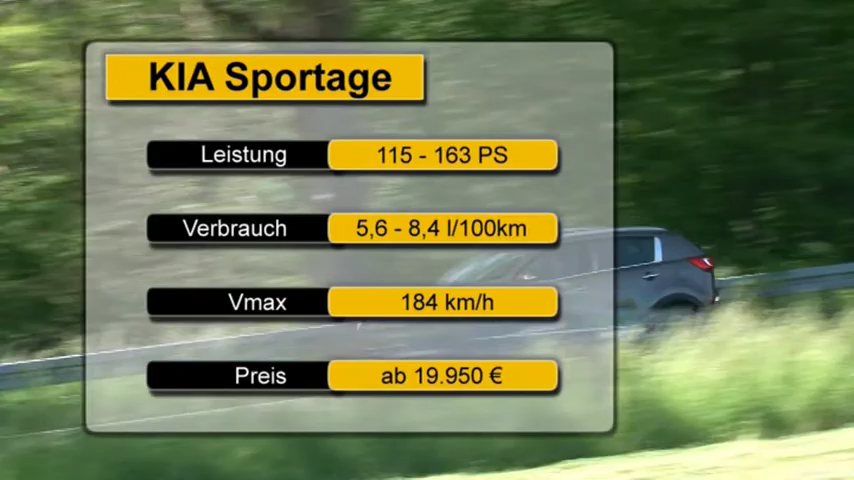 KIA Sportage
Leistung 115 - 163 PS
Verbrauch 5,6 - 8,4 l/100km
Vmax 184 km/h
Preis ab 19.950 €